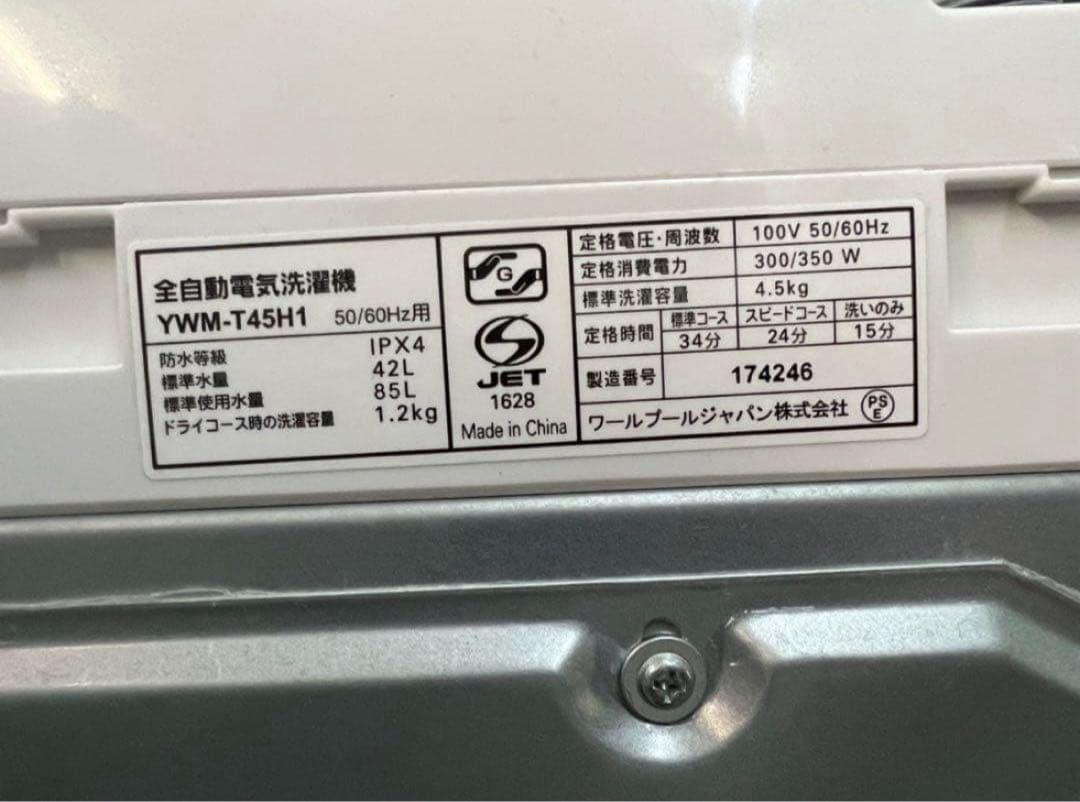 全自動電気洗濯機
YWM-T45H1 50/60Hz用
防水等級 IPX4
標準水量 42L
標準使用水量 85L
ドライコース時の洗濯容量 1.2kg
G
JET
1628
Made in China
定格電圧・周波数 100V 50/60Hz
定格消費電力 300/350 W
標準洗濯容量 4.5kg
定格時間 標準コース スピードコース 洗いのみ
34分 24分 15分
製造番号 174246
ワールプールジャパン株式会社 PSE